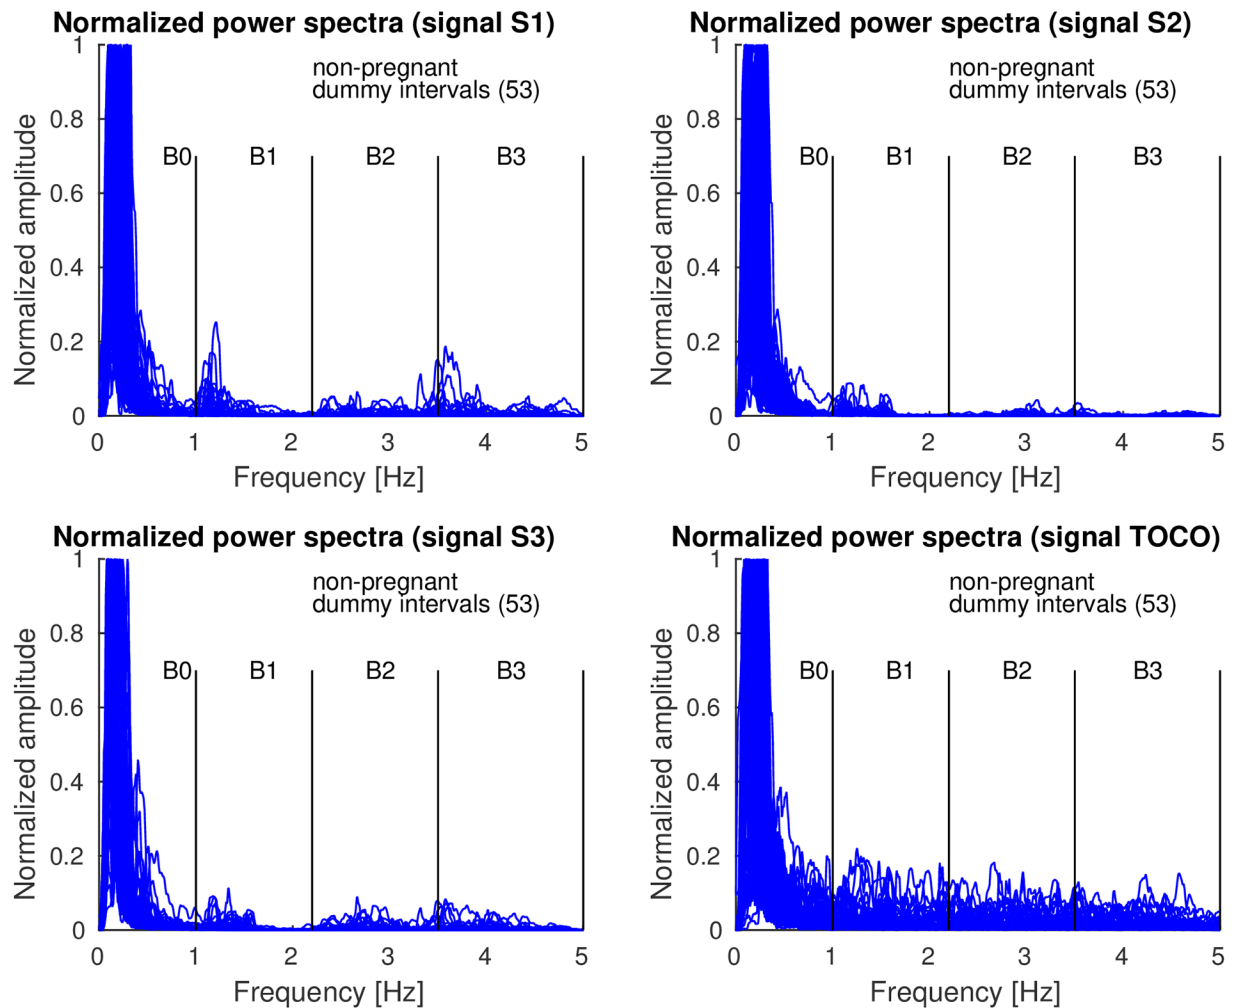 Normalized power spectra (signal S1)
non-pregnant
dummy intervals (53)
B0 B1 B2 B3
1
0.8
0.6
0.4
0.2
0
Normalized amplitude
0 1 2 3 4 5
Frequency [Hz]
Normalized power spectra (signal S2)
non-pregnant
dummy intervals (53)
B0 B1 B2 B3
1
0.8
0.6
0.4
0.2
0
Normalized amplitude
0 1 2 3 4 5
Frequency [Hz]
Normalized power spectra (signal S3)
non-pregnant
dummy intervals (53)
B0 B1 B2 B3
1
0.8
0.6
0.4
0.2
0
Normalized amplitude
0 1 2 3 4 5
Frequency [Hz]
Normalized power spectra (signal TOCO)
non-pregnant
dummy intervals (53)
B0 B1 B2 B3
1
0.8
0.6
0.4
0.2
0
Normalized amplitude
0 1 2 3 4 5
Frequency [Hz]